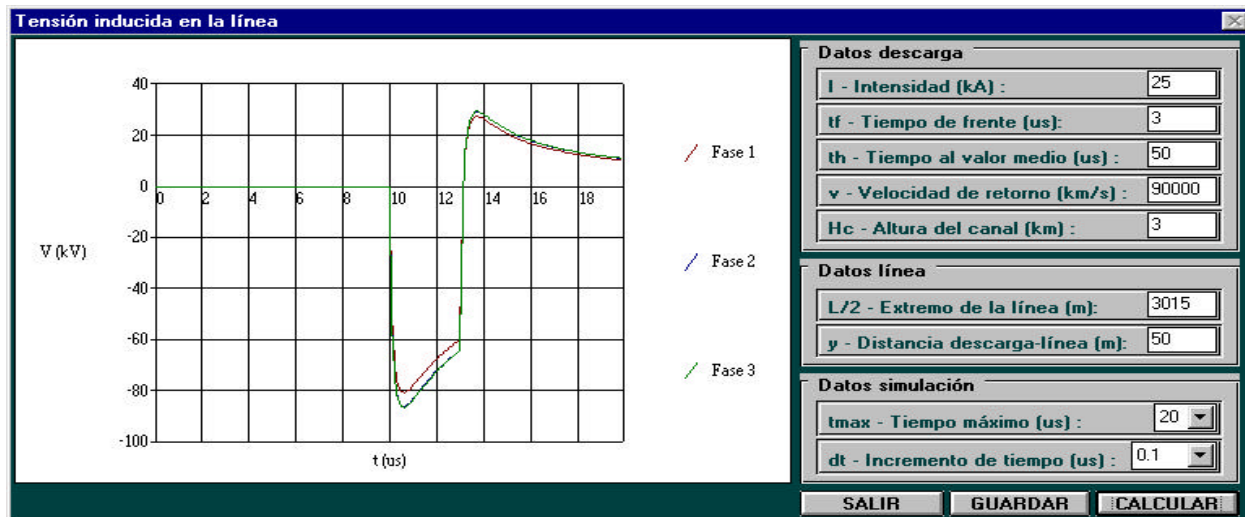 Tensión inducida en la línea
40
20
0
-20
-40
-60
-80
-100
0 2 4 6 8 10 12 14 16 18
V (kV)
t (us)
Fase 1
Fase 2
Fase 3
Datos descarga
I - Intensidad (kA) : 25
tf - Tiempo de frente (us): 3
th - Tiempo al valor medio (us) : 50
v - Velocidad de retorno (km/s) : 90000
Hc - Altura del canal (km) : 3
Datos línea
L/2 - Extremo de la línea (m): 3015
y - Distancia descarga-línea (m): 50
Datos simulación
tmax - Tiempo máximo (us) : 20
dt - Incremento de tiempo (us) : 0.1
SALIR GUARDAR CALCULAR